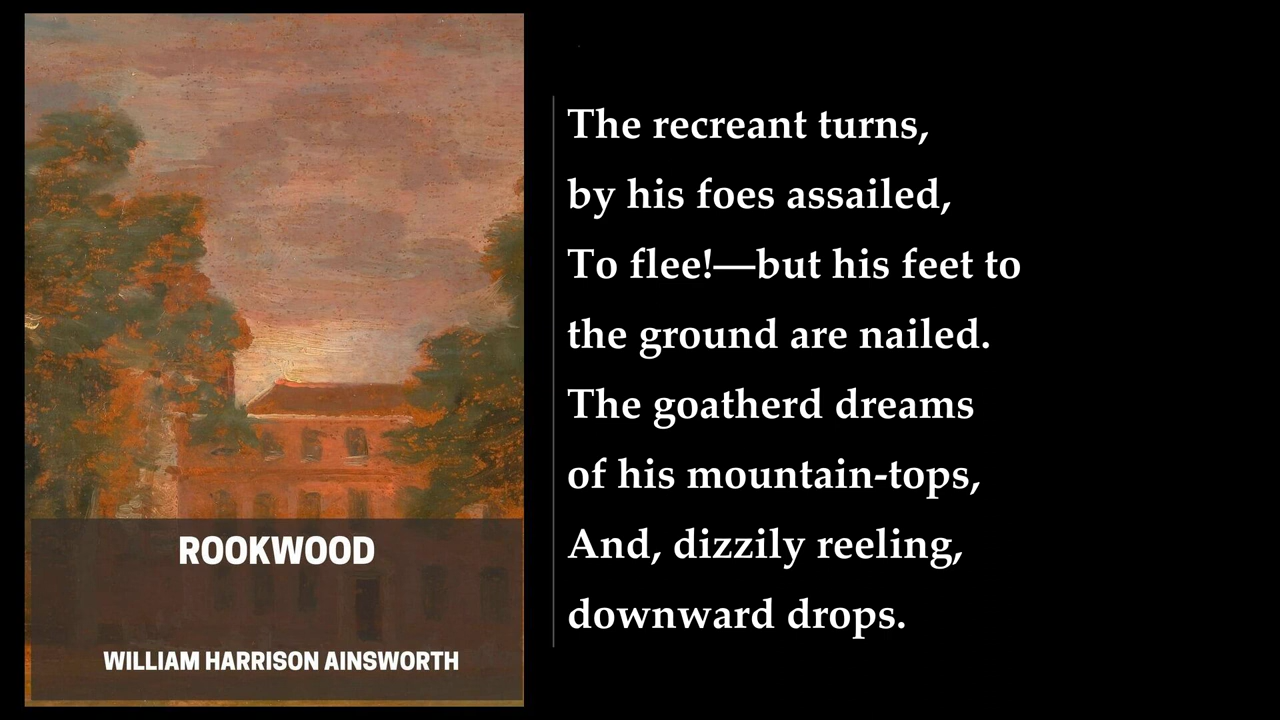 ROOKWOOD
WILLIAM HARRISON AINSWORTH
The recreant turns,
by his foes assailed,
To flee!—but his feet to
the ground are nailed.
The goatherd dreams
of his mountain-tops,
And, dizzily reeling,
downward drops.